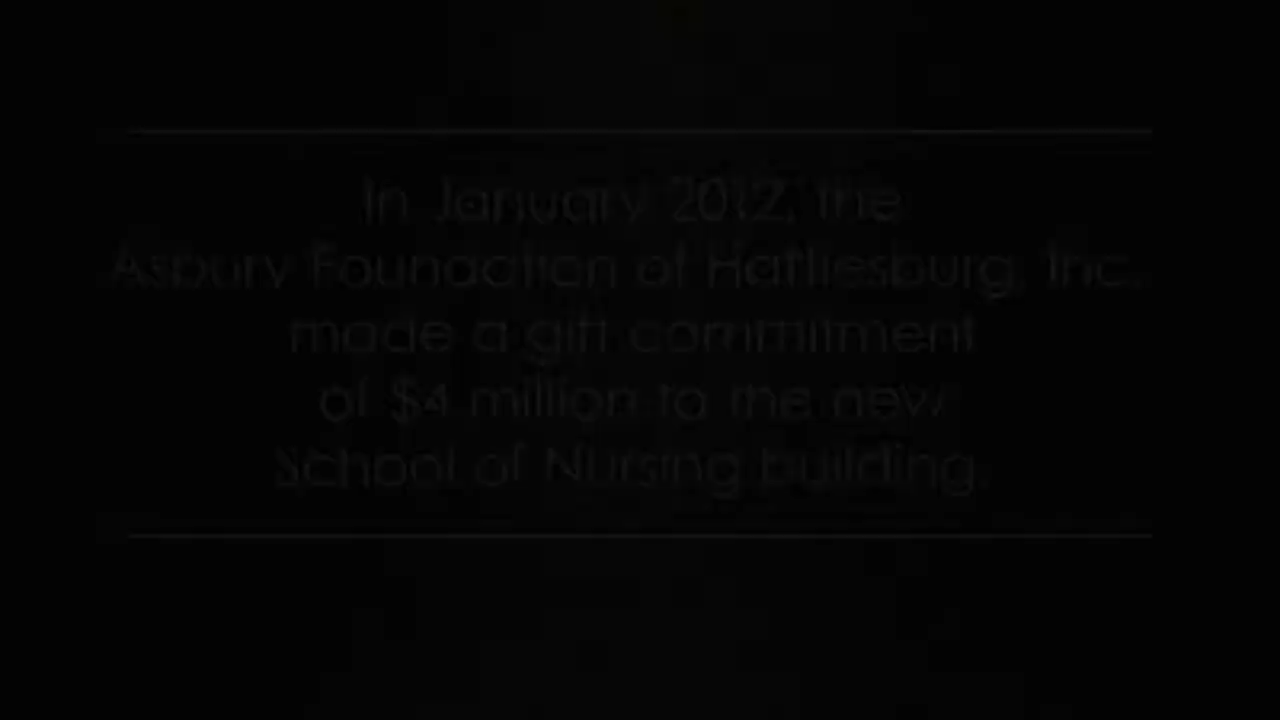 In January 2012, the
Asbury Foundation of Hattiesburg, Inc.
made a gift commitment
of $4 million to the new
School of Nursing building.